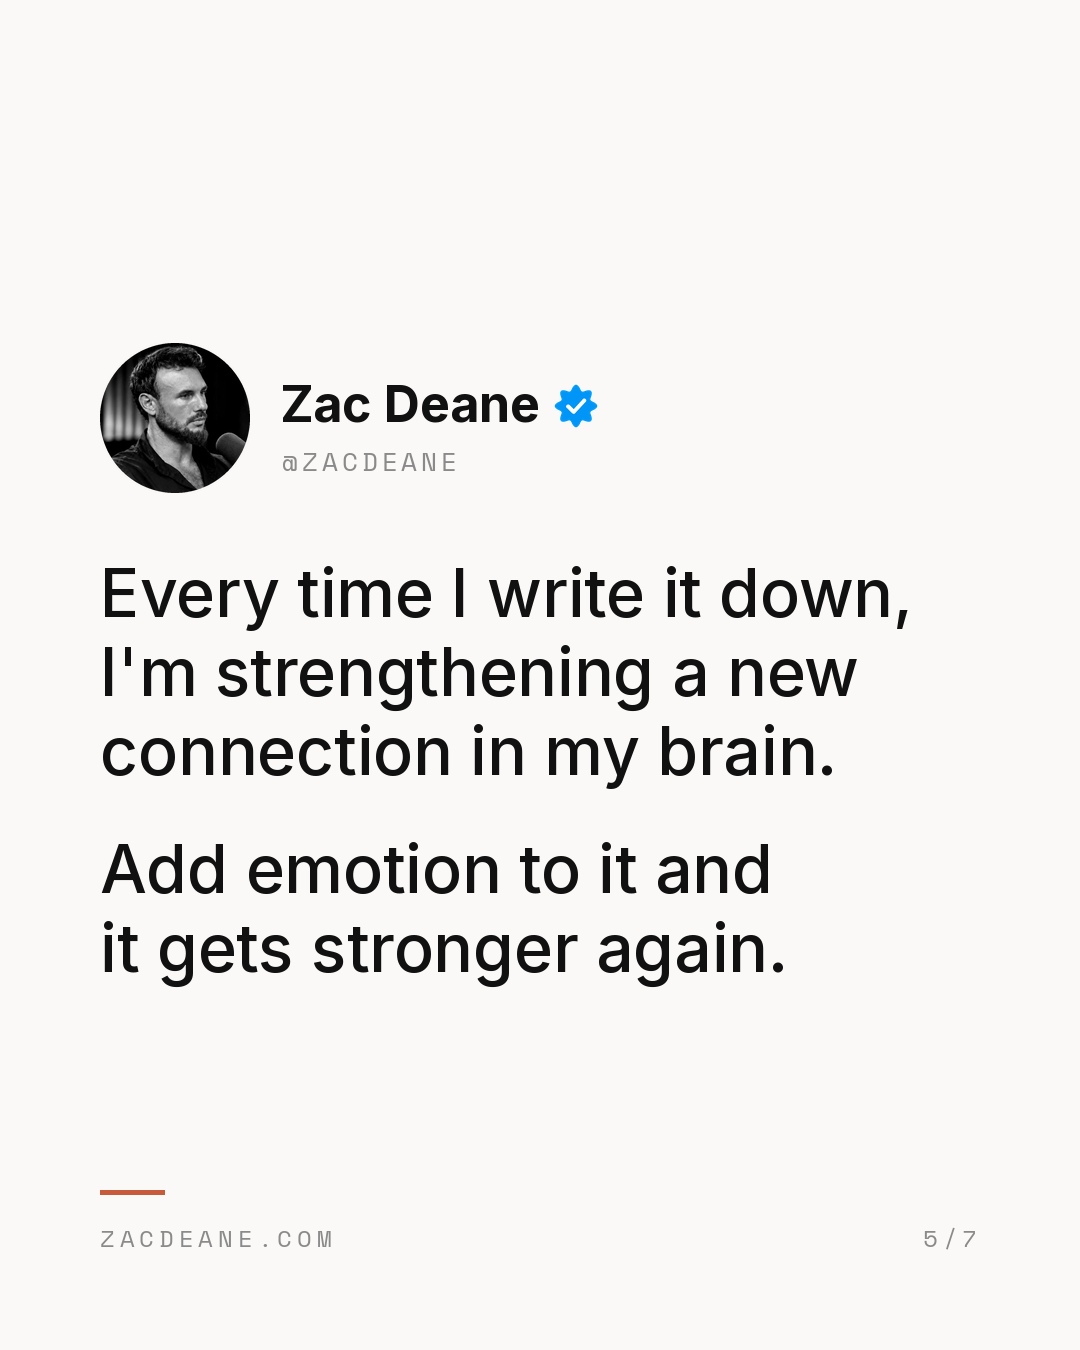 Zac Deane
@ZACDEANE
Every time I write it down,
I'm strengthening a new
connection in my brain.
Add emotion to it and
it gets stronger again.
ZACDEANE.COM
5/7